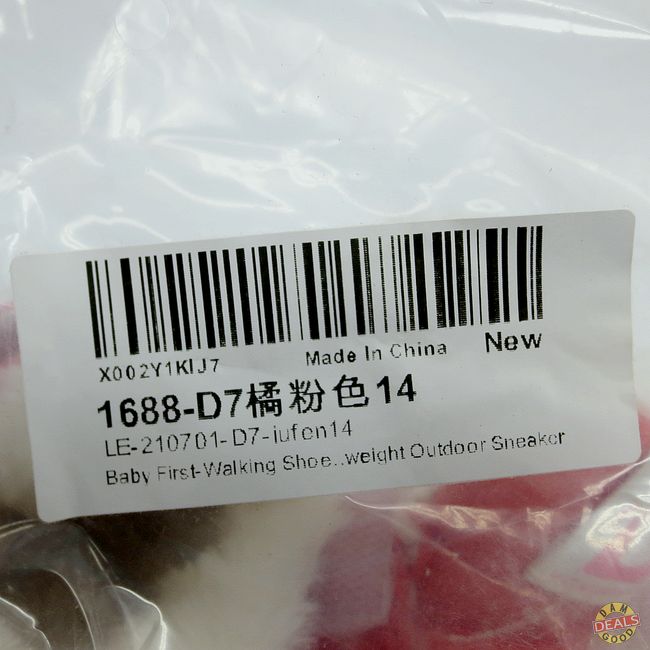 X002Y1KIJ7 Made In China New
1688-D7橘粉色14
LE-210701-D7-jufen14
Baby First-Walking Shoe...weight Outdoor Sneaker
DAM
DEALS
GOOD